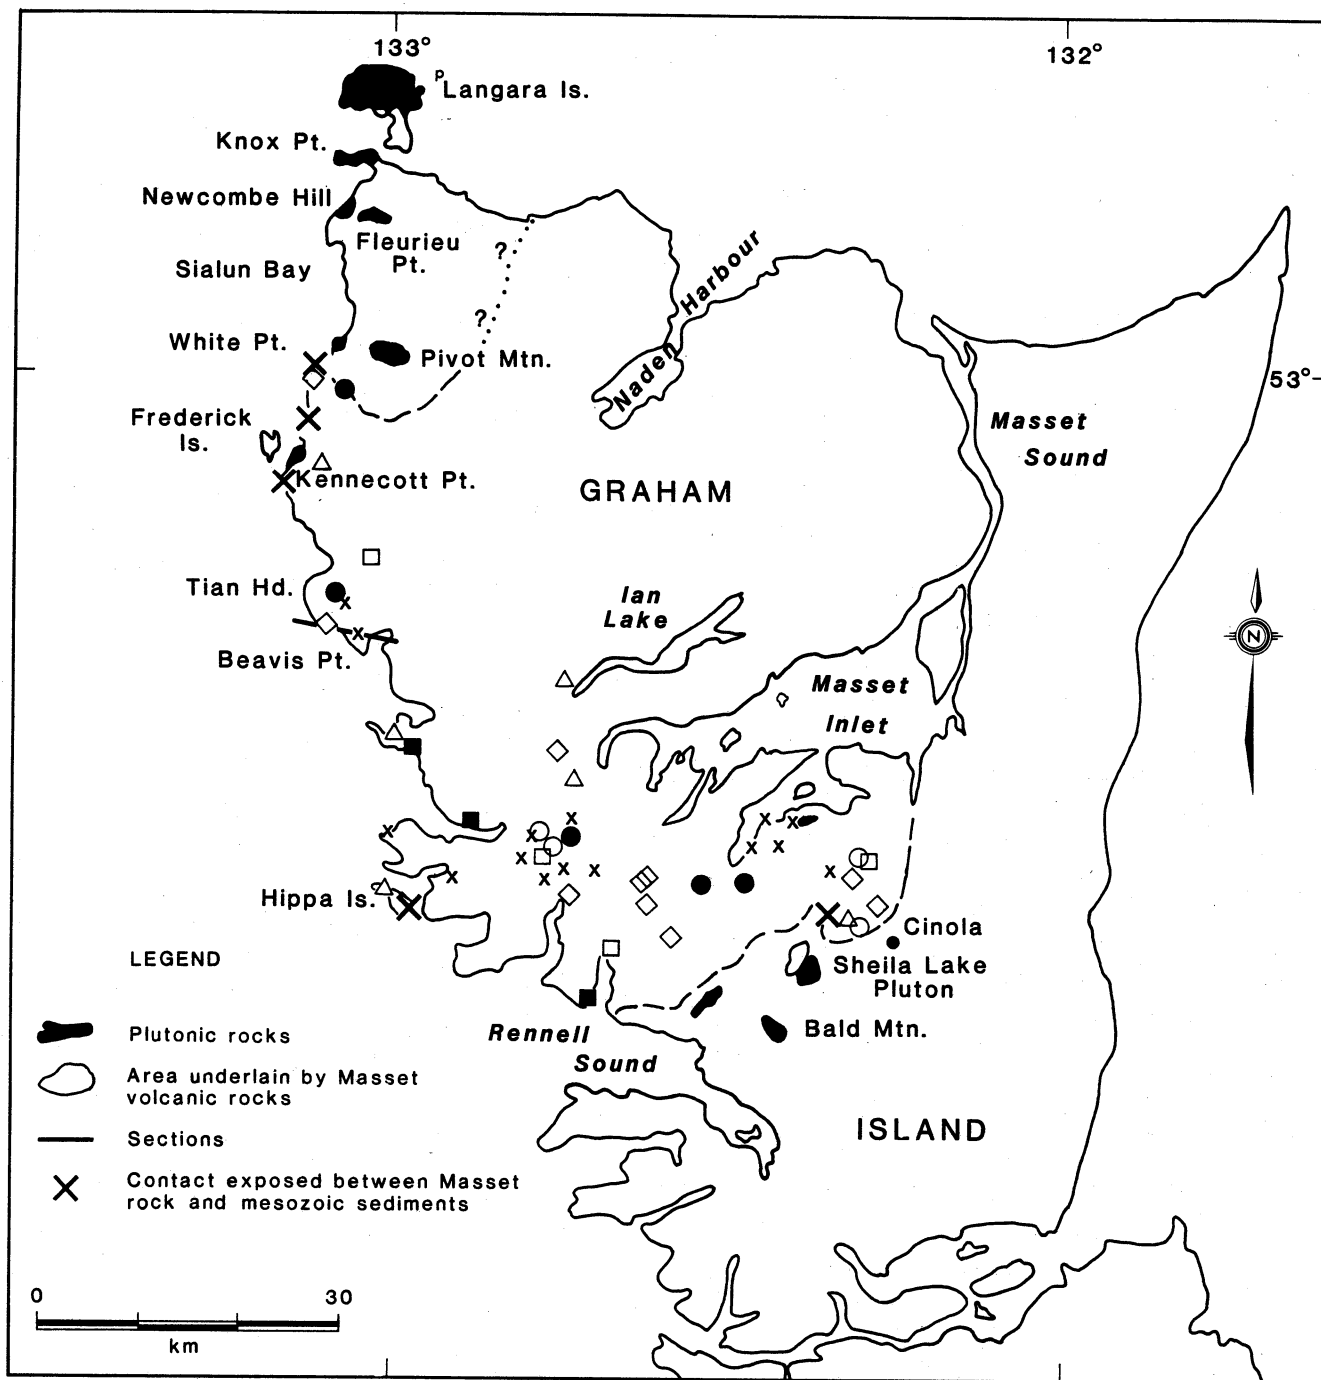 133°
132°
P
Langara Is.
Knox Pt.
Newcombe Hill
Fleurieu
Pt.
Sialun Bay
?
?
Harbour
Naden
White Pt.
Pivot Mtn.
53°
Frederick
Is.
Masset
Sound
Kennecott Pt.
GRAHAM
Tian Hd.
Ian
Lake
Beavis Pt.
N
Masset
Inlet
Hippa Is.
Cinola
Sheila Lake
Pluton
Rennell
Sound
Bald Mtn.
ISLAND
LEGEND
Plutonic rocks
Area underlain by Masset
volcanic rocks
Sections
Contact exposed between Masset
rock and mesozoic sediments
0 30
km